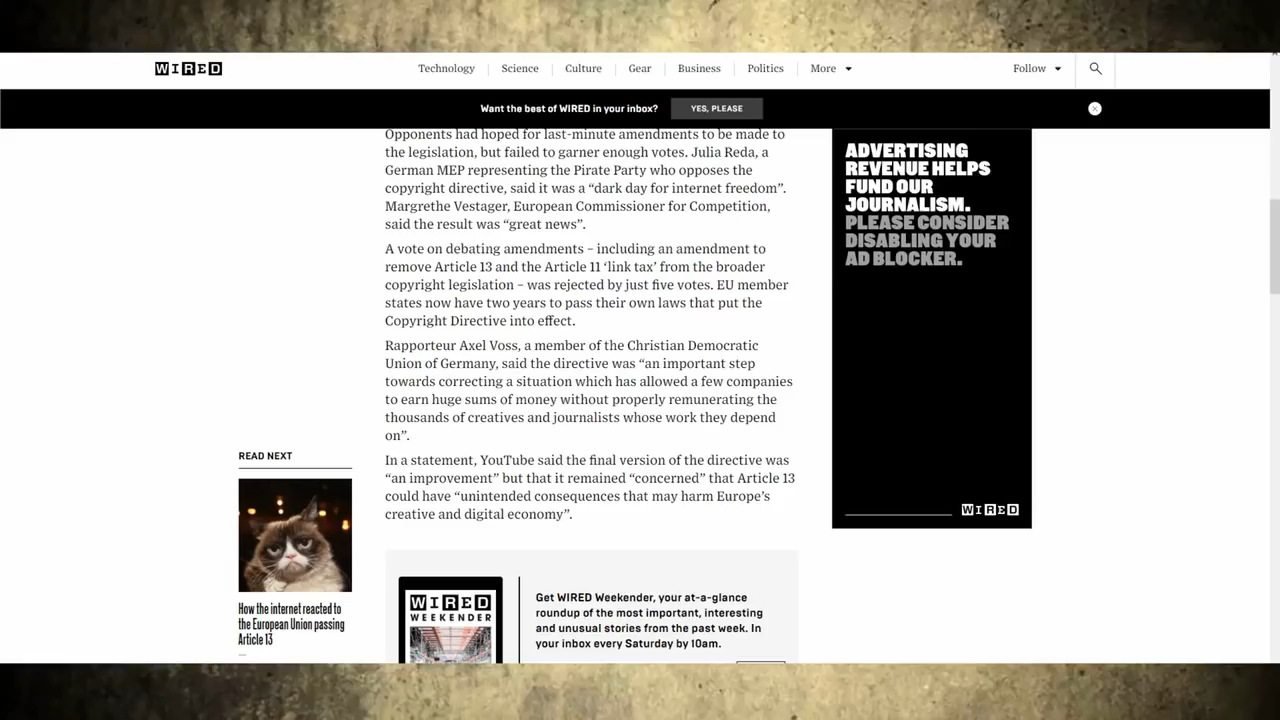 WIRED
Technology
Science
Culture
Gear
Business
Politics
More
Follow
Want the best of WIRED in your inbox?
YES, PLEASE
Opponents had hoped for last-minute amendments to be made to
the legislation, but failed to garner enough votes. Julia Reda, a
German MEP representing the Pirate Party who opposes the
copyright directive, said it was a “dark day for internet freedom”.
Margrethe Vestager, European Commissioner for Competition,
said the result was “great news”.
A vote on debating amendments – including an amendment to
remove Article 13 and the Article 11 ‘link tax’ from the broader
copyright legislation – was rejected by just five votes. EU member
states now have two years to pass their own laws that put the
Copyright Directive into effect.
Rapporteur Axel Voss, a member of the Christian Democratic
Union of Germany, said the directive was “an important step
towards correcting a situation which has allowed a few companies
to earn huge sums of money without properly remunerating the
thousands of creatives and journalists whose work they depend
on”.
In a statement, YouTube said the final version of the directive was
“an improvement” but that it remained “concerned” that Article 13
could have “unintended consequences that may harm Europe’s
creative and digital economy”.
ADVERTISING
REVENUE HELPS
FUND OUR
JOURNALISM.
PLEASE CONSIDER
DISABLING YOUR
AD BLOCKER.
WIRED
READ NEXT
How the internet reacted to
the European Union passing
Article 13
WIRED
WEEKENDER
Get WIRED Weekender, your at-a-glance
roundup of the most important, interesting
and unusual stories from the past week. In
your inbox every Saturday by 10am.